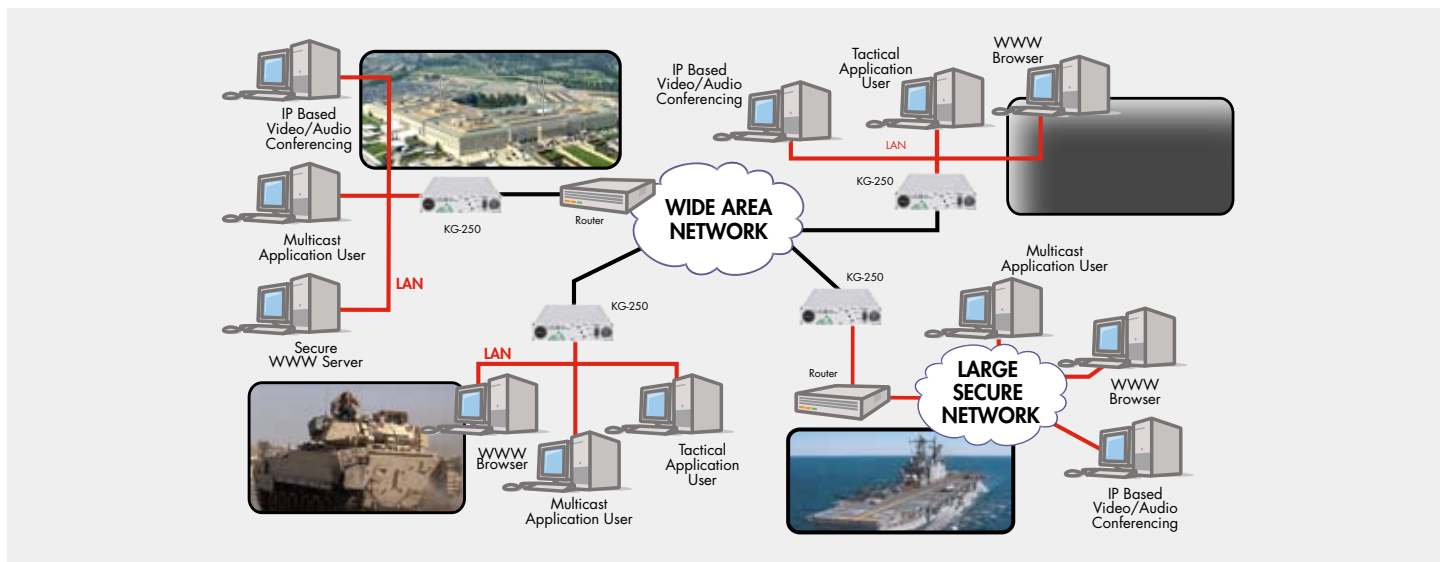 IP Based
Video/Audio
Conferencing
Multicast
Application User
LAN
Secure
WWW Server
KG-250
Router
WIDE AREA
NETWORK
IP Based
Video/Audio
Conferencing
Tactical
Application
User
WWW
Browser
LAN
KG-250
KG-250
LAN
WWW
Browser
Multicast
Application User
Tactical
Application
User
KG-250
Router
LARGE
SECURE
NETWORK
Multicast
Application User
WWW
Browser
IP Based
Video/Audio
Conferencing